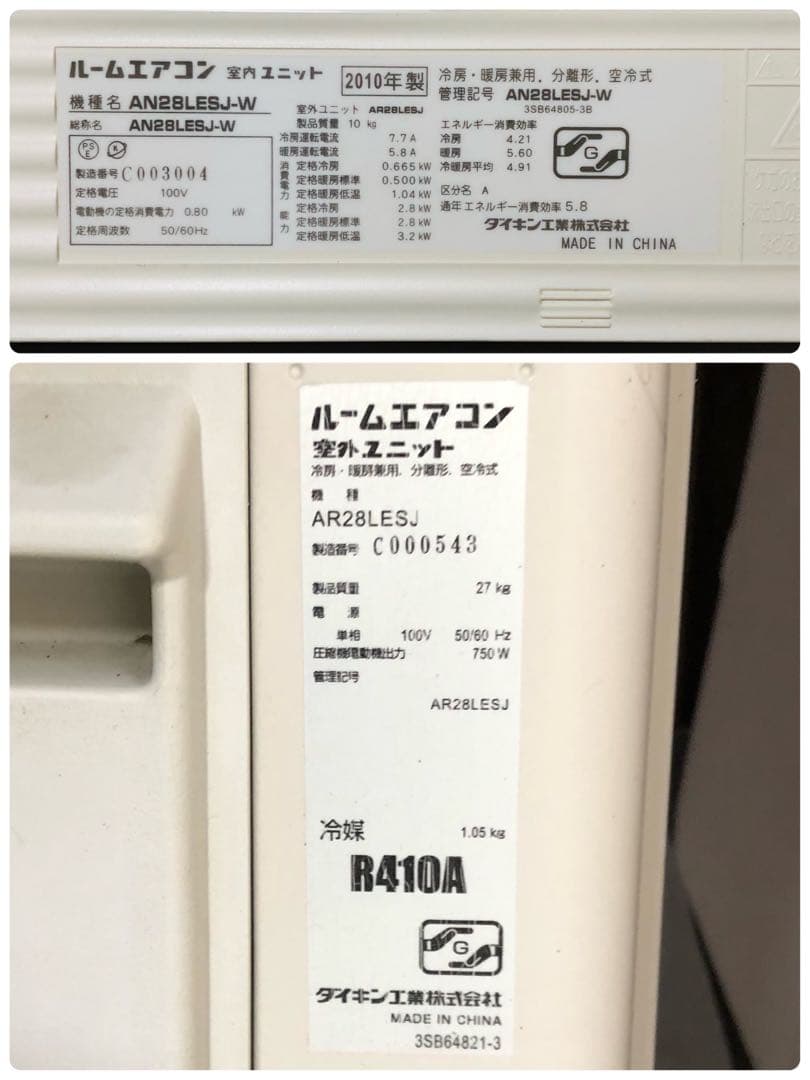 ルームエアコン 室内ユニット 2010年製
冷房・暖房兼用．分離形．空冷式
機種名 AN28LESJ-W
管理記号 AN28LESJ-W
3SB64805-3B
総称名 AN28LESJ-W
室外ユニット AR28LESJ
製品質量 10 kg
エネルギー消費効率
冷房運転電流 7.7 A
冷房 4.21
暖房運転電流 5.8 A
暖房 5.60
消費電力 定格冷房 0.665 kW
冷暖房平均 4.91
定格暖房標準 0.500 kW
定格暖房低温 1.04 kW
区分名 A
能力 定格冷房 2.8 kW
通年エネルギー消費効率 5.8
定格暖房標準 2.8 kW
定格暖房低温 3.2 kW
PS
E
製造番号 C003004
定格電圧 100V
電動機の定格消費電力 0.80 kW
定格周波数 50/60Hz
G
ダイキン工業株式会社
MADE IN CHINA
ルームエアコン
室外ユニット
冷房・暖房兼用．分離形．空冷式
機 種
AR28LESJ
製造番号 C000543
製品質量 27 kg
電 源
単相 100V 50/60 Hz
圧縮機電動機出力 750 W
管理記号
AR28LESJ
冷媒 1.05 kg
R410A
G
ダイキン工業株式会社
MADE IN CHINA
3SB64821-3